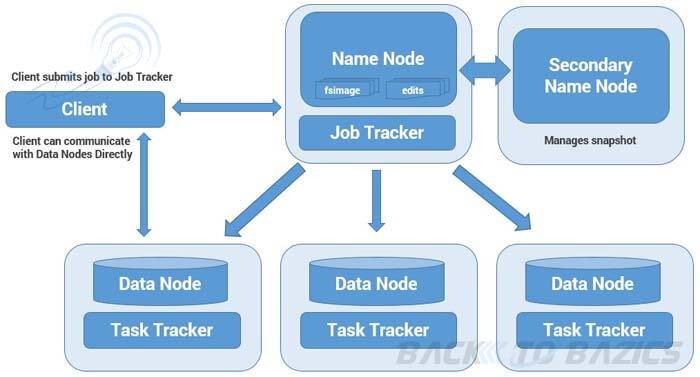 Client submits job to Job Tracker
Client
Client can communicate
with Data Nodes Directly
Name Node
fsimage
edits
Job Tracker
Secondary
Name Node
Manages snapshot
Data Node
Task Tracker
Data Node
Task Tracker
Data Node
Task Tracker
BACK TO BAZICS